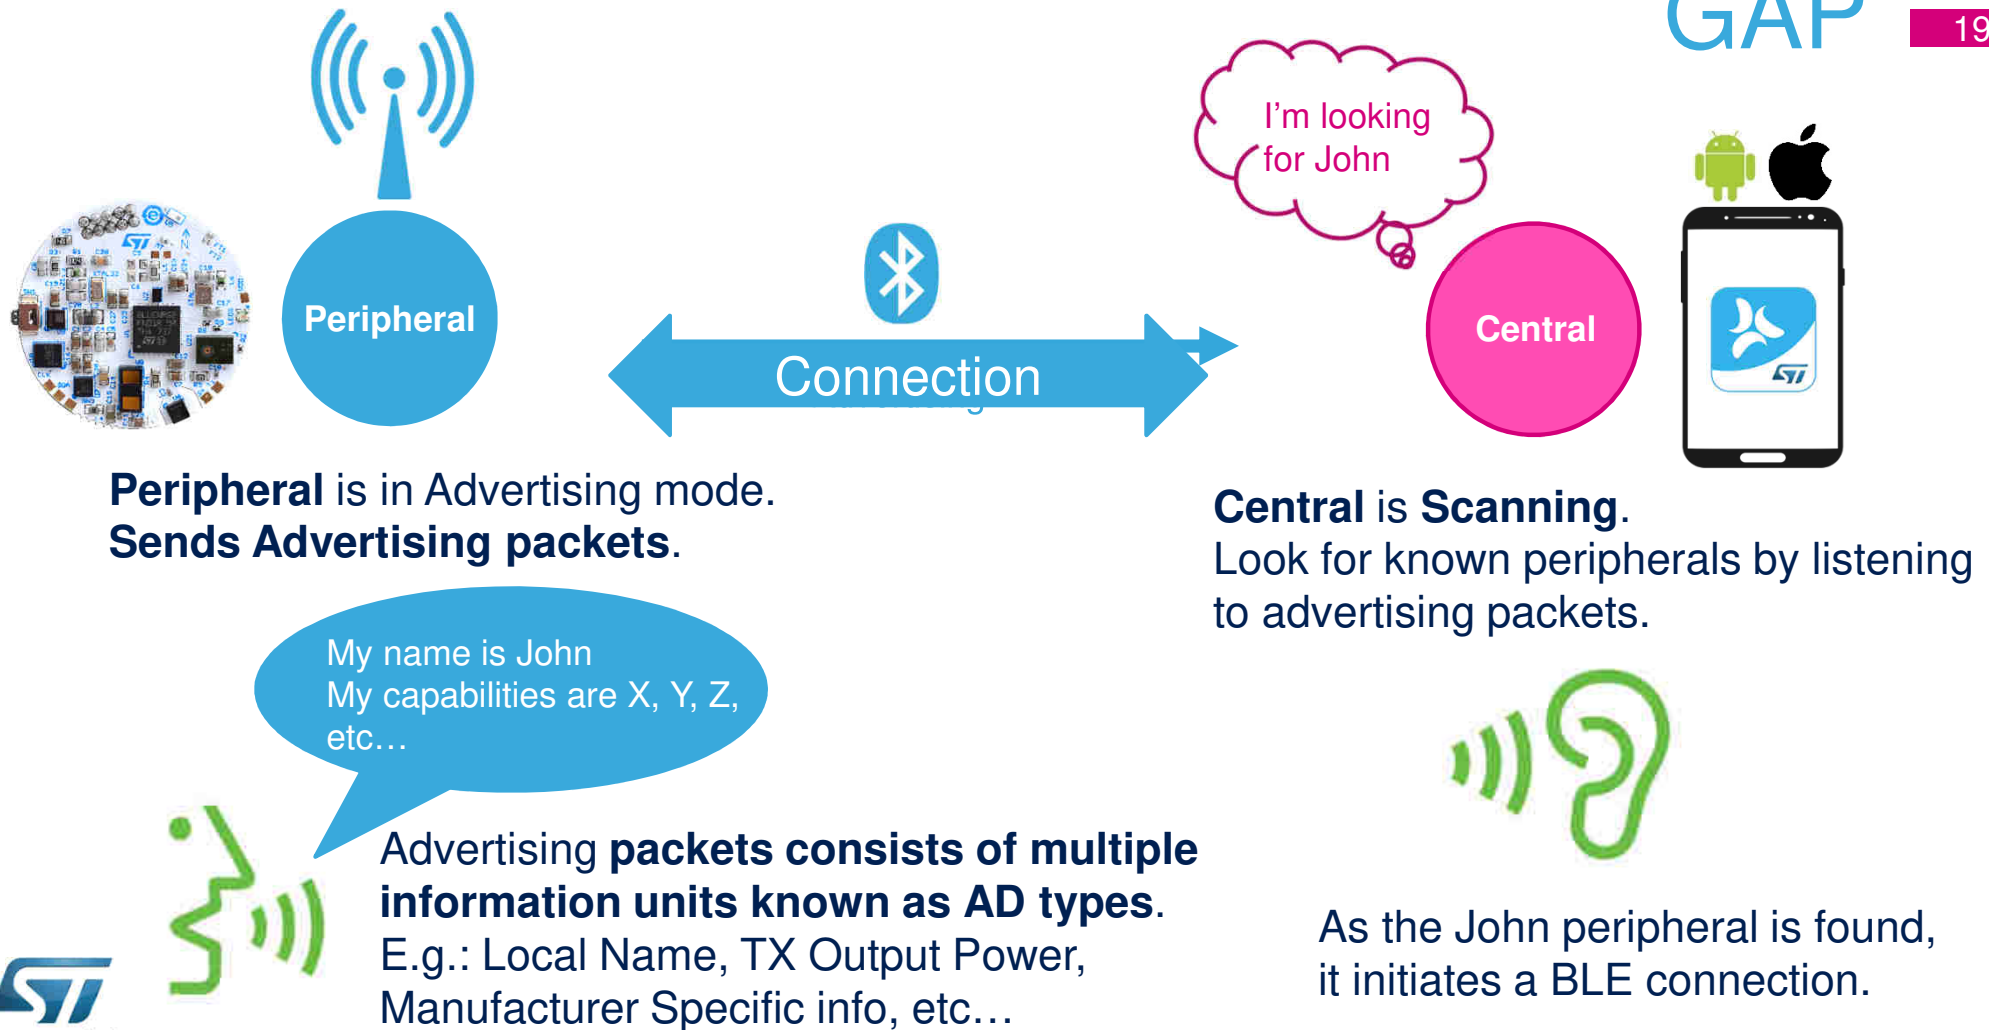 GAP
19
I'm looking
for John
Peripheral
Connection
Central
Peripheral is in Advertising mode.
Sends Advertising packets.
Central is Scanning.
Look for known peripherals by listening
to advertising packets.
My name is John
My capabilities are X, Y, Z,
etc…
Advertising packets consists of multiple
information units known as AD types.
E.g.: Local Name, TX Output Power,
Manufacturer Specific info, etc…
As the John peripheral is found,
it initiates a BLE connection.
ST